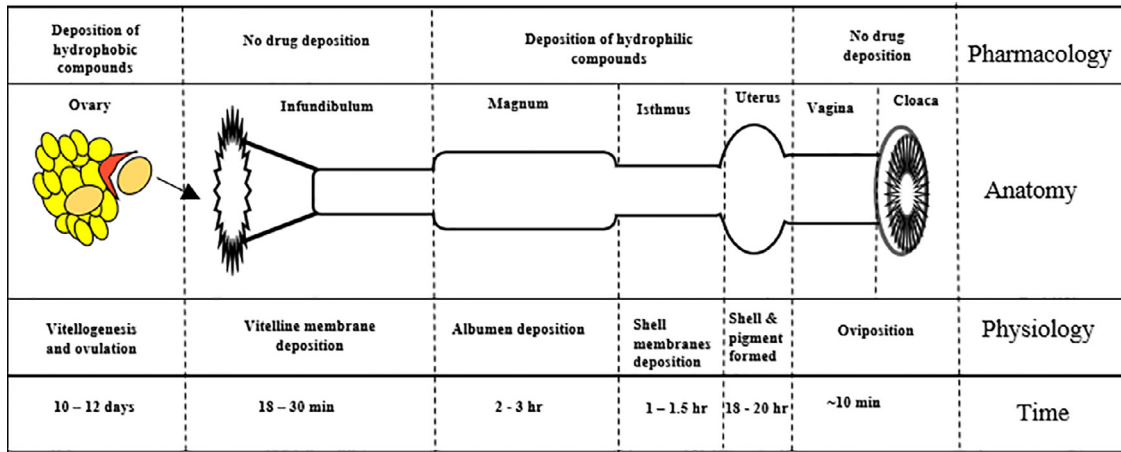 Deposition of
hydrophobic
compounds
No drug deposition
Deposition of hydrophilic
compounds
No drug
deposition
Pharmacology
Ovary
Infundibulum
Magnum
Isthmus
Uterus
Vagina
Cloaca
Anatomy
Vitellogenesis
and ovulation
Vitelline membrane
deposition
Albumen deposition
Shell
membranes
deposition
Shell &
pigment
formed
Oviposition
Physiology
10 – 12 days
18 – 30 min
2 - 3 hr
1 – 1.5 hr
18 - 20 hr
~10 min
Time